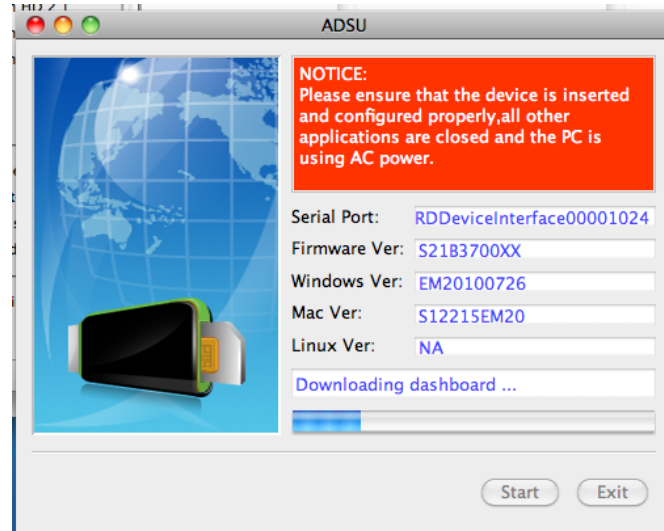 HD 2
ADSU
NOTICE:
Please ensure that the device is inserted
and configured properly,all other
applications are closed and the PC is
using AC power.
Serial Port: RDDeviceInterface00001024
Firmware Ver: S21B3700XX
Windows Ver: EM20100726
Mac Ver: S12215EM20
Linux Ver: NA
Downloading dashboard ...
Start Exit